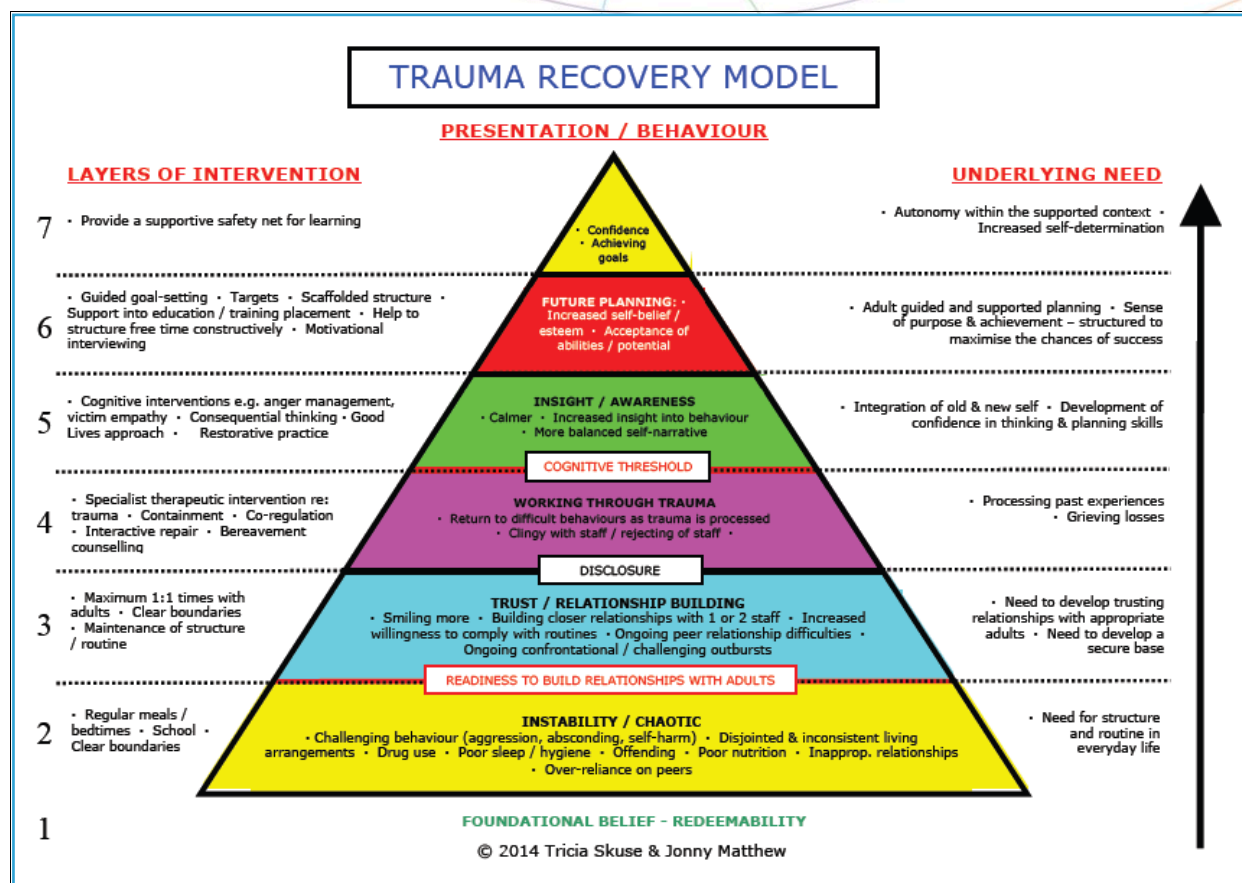 TRAUMA RECOVERY MODEL
PRESENTATION / BEHAVIOUR
LAYERS OF INTERVENTION
UNDERLYING NEED
7
· Provide a supportive safety net for learning
· Confidence
· Achieving
goals
· Autonomy within the supported context ·
Increased self-determination
6
· Guided goal-setting · Targets · Scaffolded structure ·
Support into education / training placement · Help to
structure free time constructively · Motivational
interviewing
FUTURE PLANNING: ·
Increased self-belief /
esteem · Acceptance of
abilities / potential
· Adult guided and supported planning · Sense
of purpose & achievement – structured to
maximise the chances of success
5
· Cognitive interventions e.g. anger management,
victim empathy · Consequential thinking · Good
Lives approach · Restorative practice
INSIGHT / AWARENESS
· Calmer · Increased insight into behaviour
· More balanced self-narrative
· Integration of old & new self · Development of
confidence in thinking & planning skills
COGNITIVE THRESHOLD
4
· Specialist therapeutic intervention re:
trauma · Containment · Co-regulation
· Interactive repair · Bereavement
counselling
WORKING THROUGH TRAUMA
· Return to difficult behaviours as trauma is processed
· Clingy with staff / rejecting of staff ·
· Processing past experiences
· Grieving losses
DISCLOSURE
3
· Maximum 1:1 times with
adults · Clear boundaries
· Maintenance of structure
/ routine
TRUST / RELATIONSHIP BUILDING
· Smiling more · Building closer relationships with 1 or 2 staff · Increased
willingness to comply with routines · Ongoing peer relationship difficulties ·
Ongoing confrontational / challenging outbursts
· Need to develop trusting
relationships with appropriate
adults · Need to develop a
secure base
READINESS TO BUILD RELATIONSHIPS WITH ADULTS
2
· Regular meals /
bedtimes · School ·
Clear boundaries
INSTABILITY / CHAOTIC
· Challenging behaviour (aggression, absconding, self-harm) · Disjointed & inconsistent living
arrangements · Drug use · Poor sleep / hygiene · Offending · Poor nutrition · Inapprop. relationships
· Over-reliance on peers
· Need for structure
and routine in
everyday life
1
FOUNDATIONAL BELIEF - REDEEMABILITY
© 2014 Tricia Skuse & Jonny Matthew